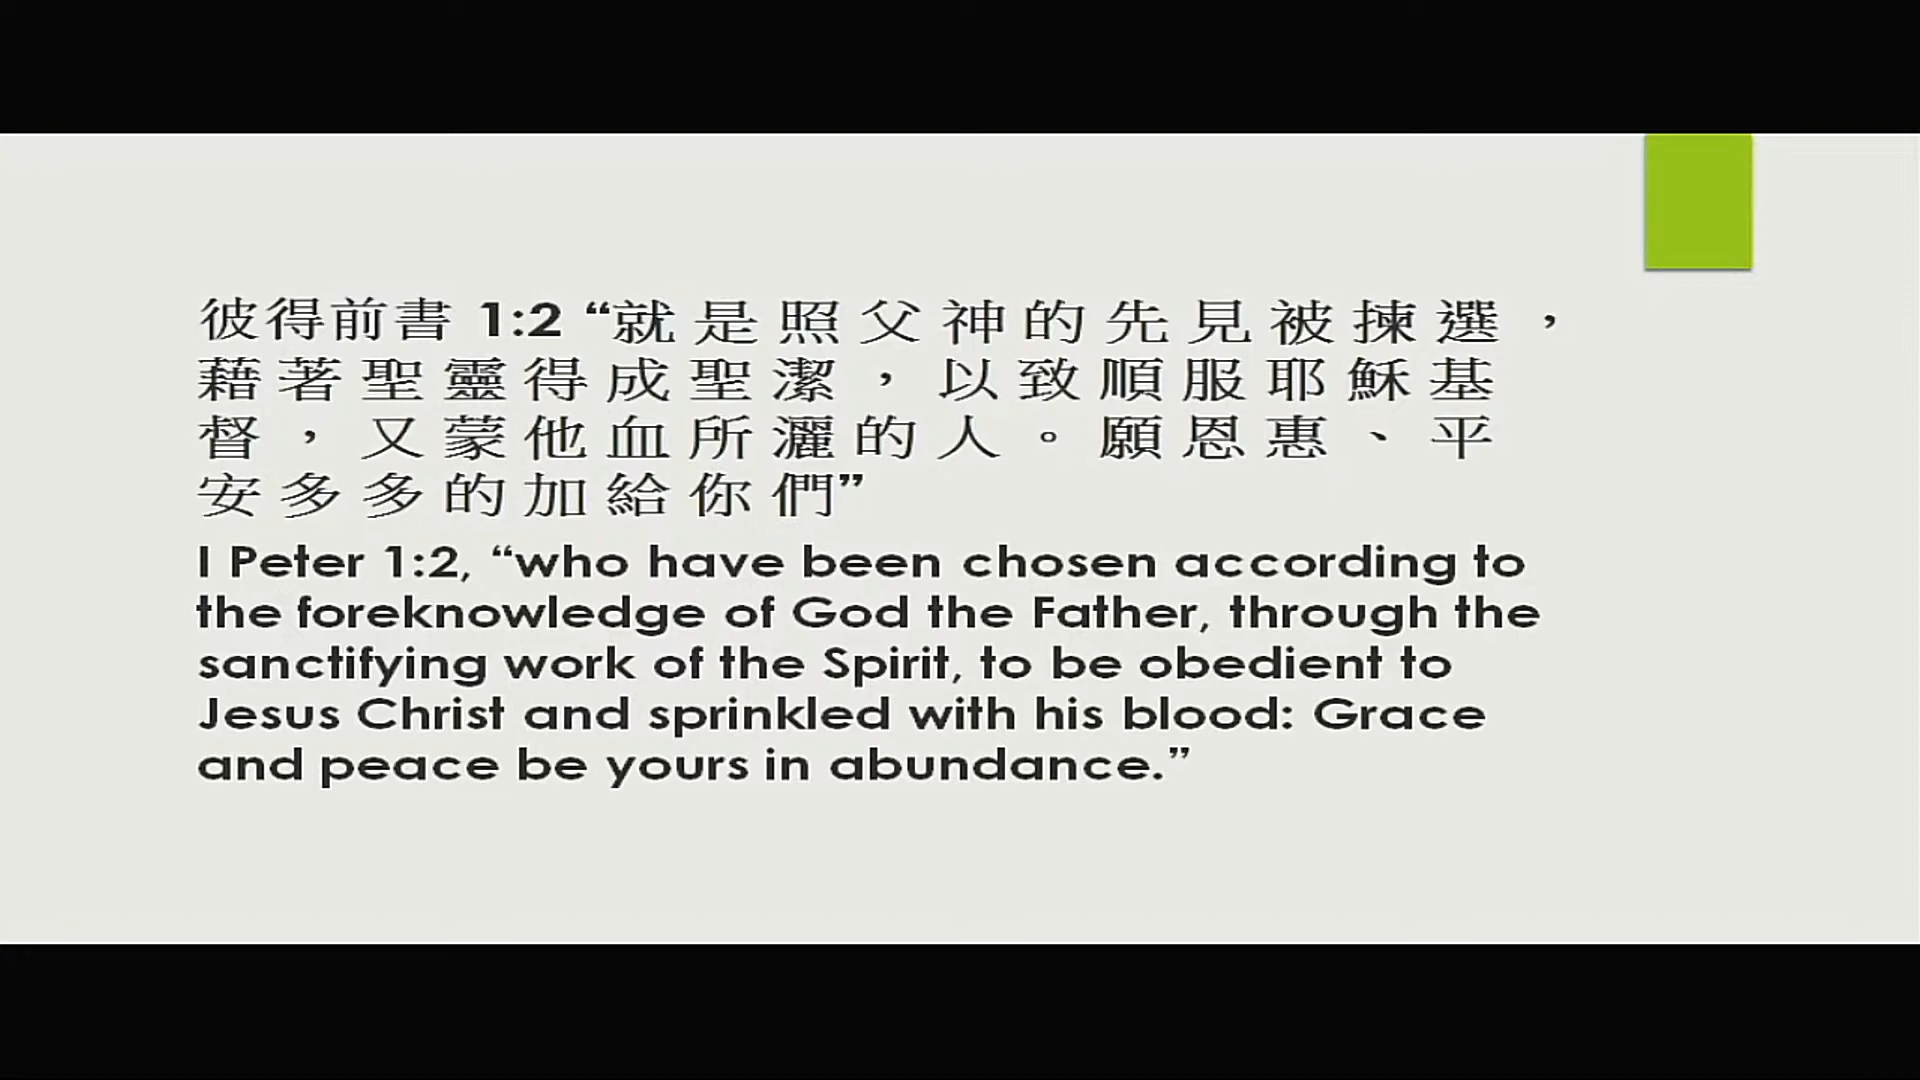 彼得前書 1:2 “就 是 照 父 神 的 先 見 被 揀 選 ，
藉 著 聖 靈 得 成 聖 潔 ， 以 致 順 服 耶 穌 基
督 ， 又 蒙 他 血 所 灑 的 人 。 願 恩 惠 、 平
安 多 多 的 加 給 你 們”
I Peter 1:2, “who have been chosen according to
the foreknowledge of God the Father, through the
sanctifying work of the Spirit, to be obedient to
Jesus Christ and sprinkled with his blood: Grace
and peace be yours in abundance.”